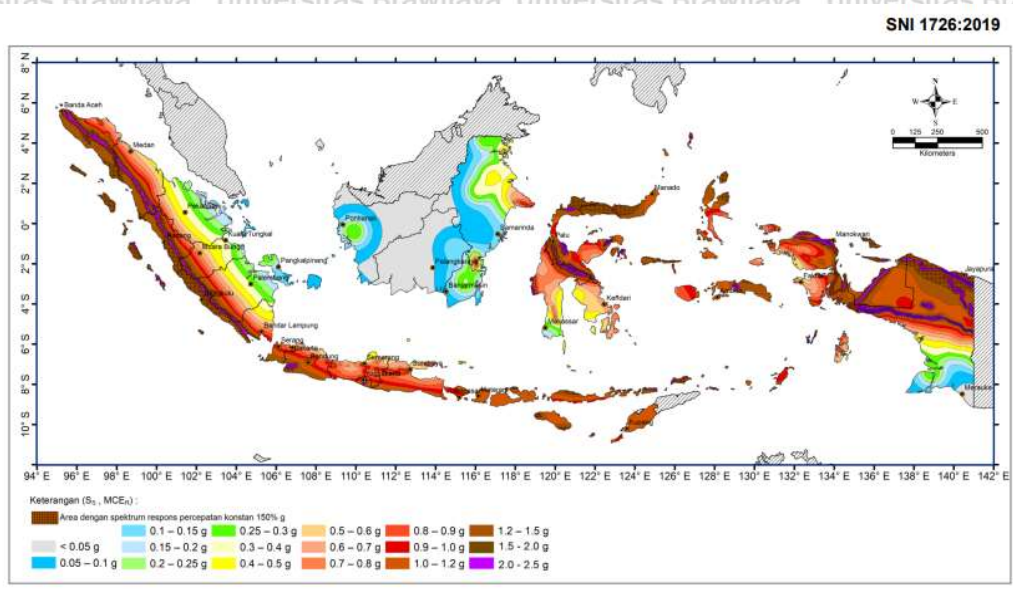 Universitas Brawijaya
SNI 1726:2019
8° N
6° N
4° N
2° N
0°
2° S
4° S
6° S
8° S
10° S
N
W
E
S
0 125 250 500
Kilometers
Banda Aceh
Medan
Kuala Tungkal
Muara Bungo
Pangkalpinang
Palembang
Bandar Lampung
Serang
Bandung
Semarang
Surabaya
Pontianak
Samarinda
Palangkaraya
Banjarmasin
Manado
Palu
Kendari
Makassar
Kupang
Manokwari
Jayapura
Merauke
94° E 96° E 98° E 100° E 102° E 104° E 106° E 108° E 110° E 112° E 114° E 116° E 118° E 120° E 122° E 124° E 126° E 128° E 130° E 132° E 134° E 136° E 138° E 140° E 142° E
Keterangan (SS , MCER) :
Area dengan spektrum respons percepatan konstan 150% g
0.1 – 0.15 g 0.25 – 0.3 g 0.5 – 0.6 g 0.8 – 0.9 g 1.2 – 1.5 g
< 0.05 g 0.15 – 0.2 g 0.3 – 0.4 g 0.6 – 0.7 g 0.9 – 1.0 g 1.5 - 2.0 g
0.05 – 0.1 g 0.2 – 0.25 g 0.4 – 0.5 g 0.7 – 0.8 g 1.0 – 1.2 g 2.0 - 2.5 g